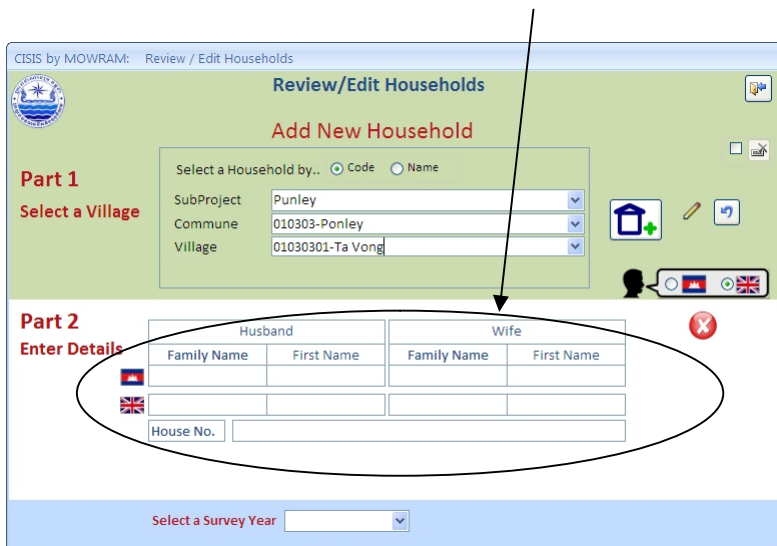 CISIS by MOWRAM: Review / Edit Households
Review/Edit Households
Add New Household
Part 1
Select a Village
Select a Household by.. Code Name
SubProject Punley
Commune 010303-Ponley
Village 01030301-Ta Vong
Part 2
Enter Details
Husband Wife
Family Name First Name Family Name First Name
House No.
Select a Survey Year